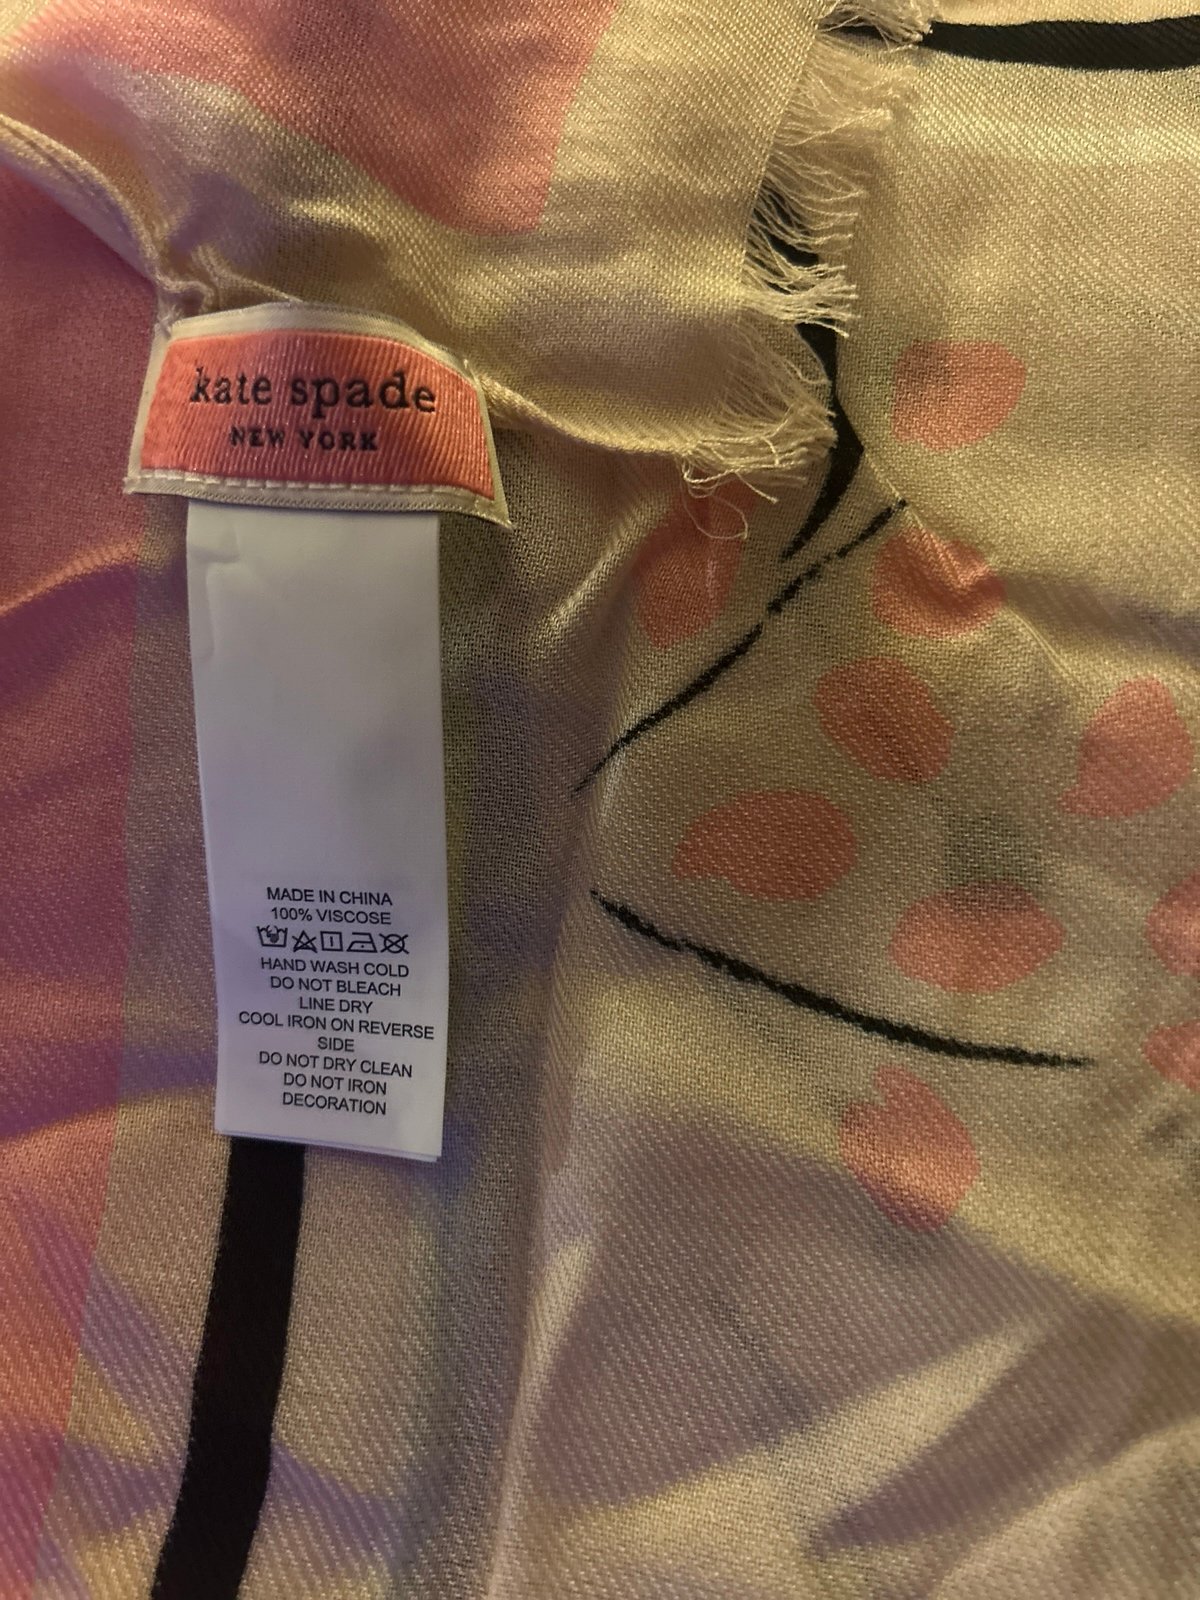 kate spade
NEW YORK
MADE IN CHINA
100% VISCOSE
HAND WASH COLD
DO NOT BLEACH
LINE DRY
COOL IRON ON REVERSE
SIDE
DO NOT DRY CLEAN
DO NOT IRON
DECORATION